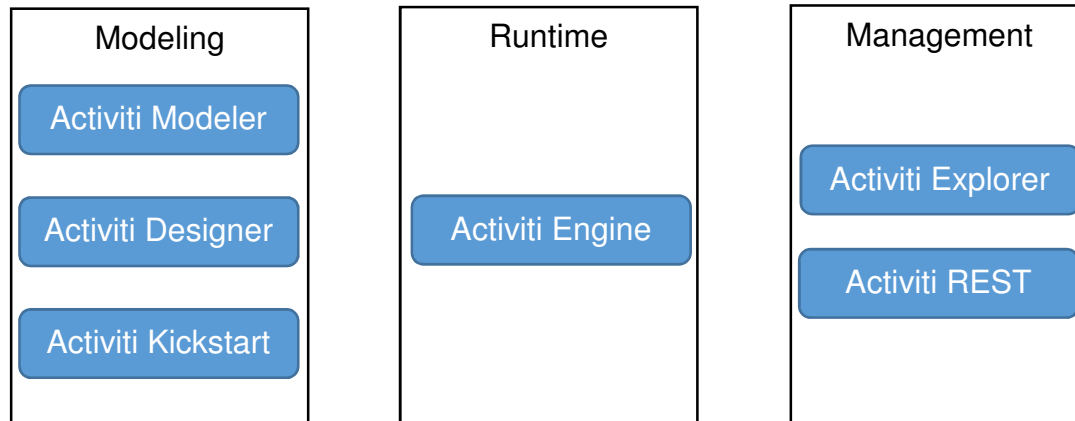 Modeling
Activiti Modeler
Activiti Designer
Activiti Kickstart
Runtime
Activiti Engine
Management
Activiti Explorer
Activiti REST